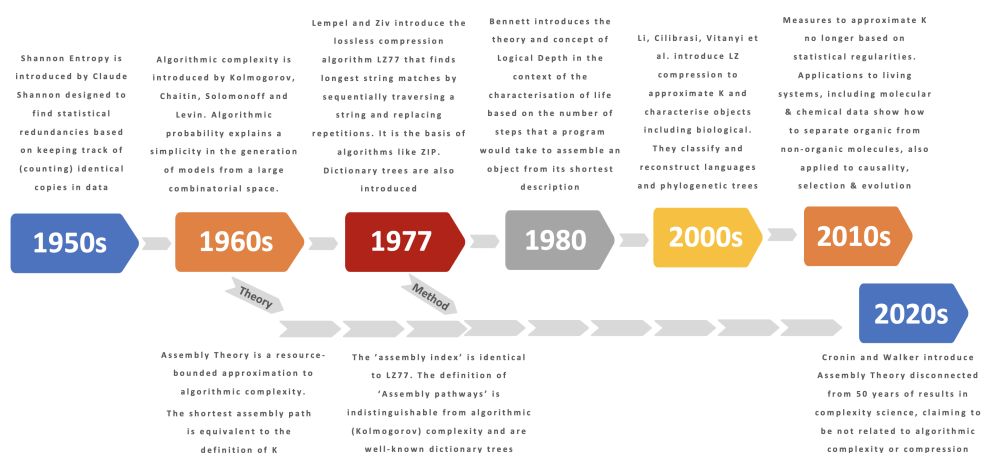 Shannon Entropy is
introduced by Claude
Shannon designed to
find statistical
redundancies based
on keeping track of
(counting) identical
copies in data
Algorithmic complexity is
introduced by Kolmogorov,
Chaitin, Solomonoff and
Levin. Algorithmic
probability explains a
simplicity in the generation
of models from a large
combinatorial space.
Lempel and Ziv introduce the
lossless compression
algorithm LZ77 that finds
longest string matches by
sequentially traversing a
string and replacing
repetitions. It is the basis of
algorithms like ZIP.
Dictionary trees are also
introduced
Bennett introduces the
theory and concept of
Logical Depth in the
context of the
characterisation of life
based on the number of
steps that a program
would take to assemble an
object from its shortest
description
Li, Cilibrasi, Vitanyi et
al. introduce LZ
compression to
approximate K and
characterise objects
including biological.
They classify and
reconstruct languages
and phylogenetic trees
Measures to approximate K
no longer based on
statistical regularities.
Applications to living
systems, including molecular
& chemical data show how
to separate organic from
non-organic molecules, also
applied to causality,
selection & evolution
1950s
1960s
1977
1980
2000s
2010s
Theory
Method
2020s
Assembly Theory is a resource-
bounded approximation to
algorithmic complexity.
The shortest assembly path
is equivalent to the
definition of K
The ‘assembly index’ is identical
to LZ77. The definition of
‘Assembly pathways’ is
indistinguishable from algorithmic
(Kolmogorov) complexity and are
well-known dictionary trees
Cronin and Walker introduce
Assembly Theory disconnected
from 50 years of results in
complexity science, claiming to
be not related to algorithmic
complexity or compression